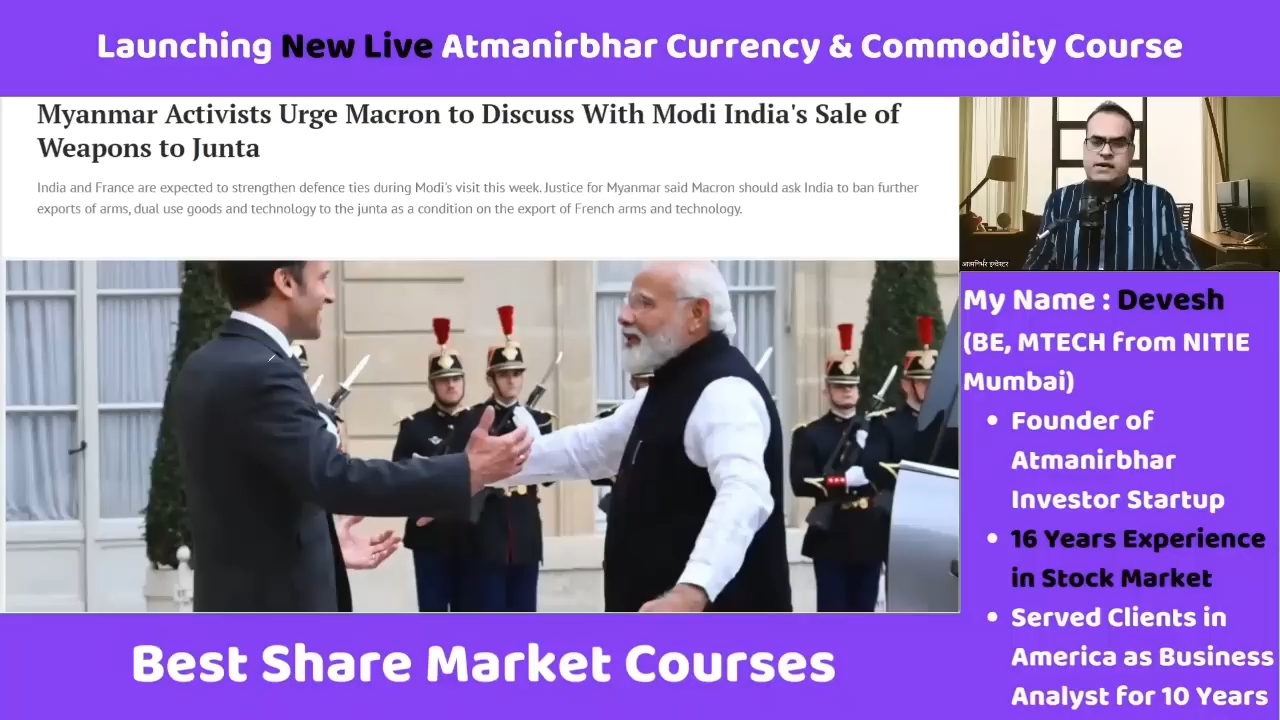 Launching New Live Atmanirbhar Currency & Commodity Course
Myanmar Activists Urge Macron to Discuss With Modi India's Sale of
Weapons to Junta
India and France are expected to strengthen defence ties during Modi's visit this week. Justice for Myanmar said Macron should ask India to ban further
exports of arms, dual use goods and technology to the junta as a condition on the export of French arms and technology.
आत्मनिर्भर इन्वेस्टर
My Name : Devesh
(BE, MTECH from NITIE
Mumbai)
• Founder of
Atmanirbhar
Investor Startup
• 16 Years Experience
in Stock Market
• Served Clients in
America as Business
Analyst for 10 Years
Best Share Market Courses